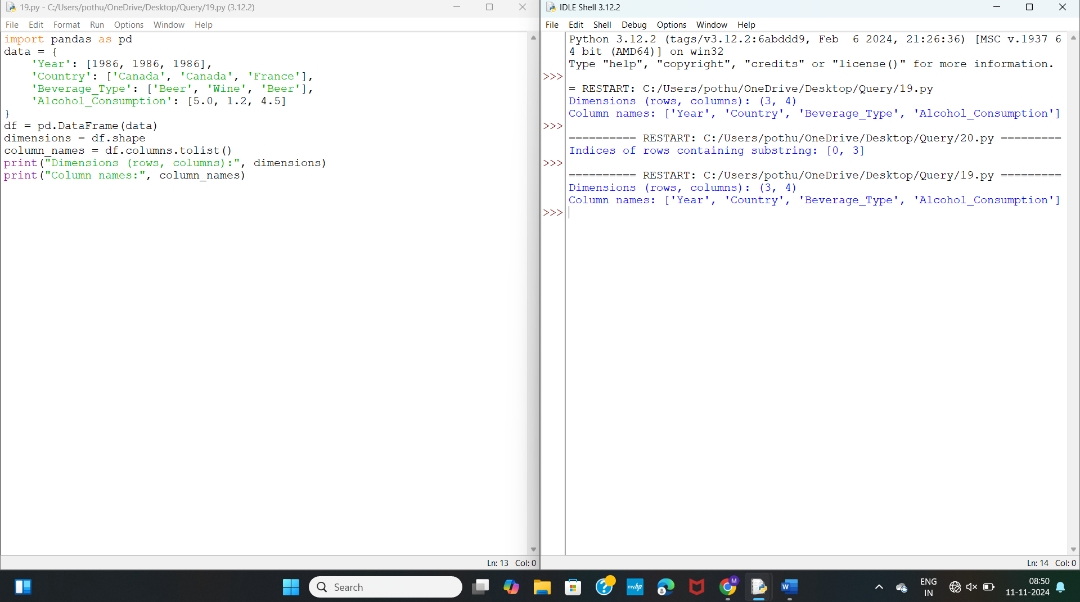 19.py - C:/Users/pothu/OneDrive/Desktop/Query/19.py (3.12.2)
File Edit Format Run Options Window Help
import pandas as pd
data = {
    'Year': [1986, 1986, 1986],
    'Country': ['Canada', 'Canada', 'France'],
    'Beverage_Type': ['Beer', 'Wine', 'Beer'],
    'Alcohol_Consumption': [5.0, 1.2, 4.5]
}
df = pd.DataFrame(data)
dimensions = df.shape
column_names = df.columns.tolist()
print("Dimensions (rows, columns):", dimensions)
print("Column names:", column_names)
Ln: 13 Col: 0
IDLE Shell 3.12.2
File Edit Shell Debug Options Window Help
Python 3.12.2 (tags/v3.12.2:6abddd9, Feb  6 2024, 21:26:36) [MSC v.1937 6
4 bit (AMD64)] on win32
Type "help", "copyright", "credits" or "license()" for more information.
>>>
= RESTART: C:/Users/pothu/OneDrive/Desktop/Query/19.py
Dimensions (rows, columns): (3, 4)
Column names: ['Year', 'Country', 'Beverage_Type', 'Alcohol_Consumption']
>>>
========== RESTART: C:/Users/pothu/OneDrive/Desktop/Query/20.py =========
Indices of rows containing substring: [0, 3]
>>>
========== RESTART: C:/Users/pothu/OneDrive/Desktop/Query/19.py =========
Dimensions (rows, columns): (3, 4)
Column names: ['Year', 'Country', 'Beverage_Type', 'Alcohol_Consumption']
>>>
Ln: 14 Col: 0
Search
ENG
IN
08:50
11-11-2024